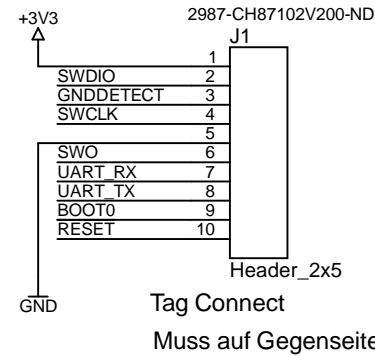 +3V3
2987-CH87102V200-ND
J1
1
SWDIO 2
GNDDETECT 3
SWCLK 4
5
SWO 6
UART_RX 7
UART_TX 8
BOOT0 9
RESET 10
Header_2x5
GND
Tag Connect
Muss auf Gegenseite